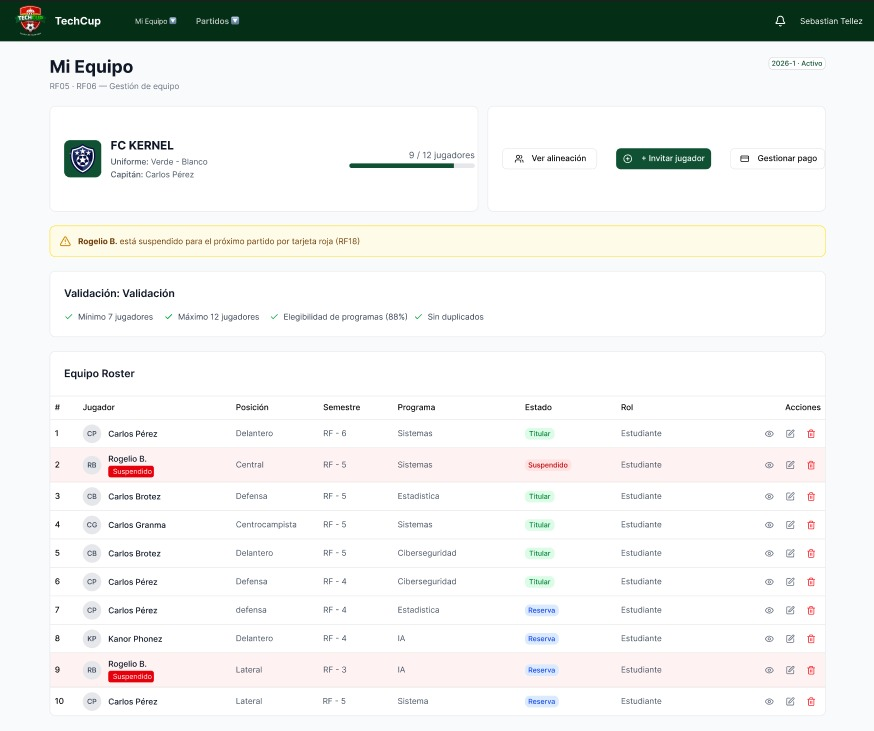 TECHCUP
TechCup
Mi Equipo
Partidos
Sebastian Tellez
Mi Equipo
2026-1 · Activo
RF05 · RF06 — Gestión de equipo
FC KERNEL
Uniforme: Verde - Blanco
Capitán: Carlos Pérez
9 / 12 jugadores
Ver alineación
+ Invitar jugador
Gestionar pago
Rogelio B. está suspendido para el próximo partido por tarjeta roja (RF18)
Validación: Validación
Mínimo 7 jugadores Máximo 12 jugadores Elegibilidad de programas (88%) Sin duplicados
Equipo Roster
# Jugador Posición Semestre Programa Estado Rol Acciones
1 CP Carlos Pérez Delantero RF - 6 Sistemas Titular Estudiante
2 RB Rogelio B. Suspendido Central RF - 5 Sistemas Suspendido Estudiante
3 CB Carlos Brotez Defensa RF - 5 Estadistica Titular Estudiante
4 CG Carlos Granma Centrocampista RF - 5 Sistemas Titular Estudiante
5 CB Carlos Brotez Delantero RF - 5 Ciberseguridad Titular Estudiante
6 CP Carlos Pérez Defensa RF - 4 Ciberseguridad Titular Estudiante
7 CP Carlos Pérez defensa RF - 4 Estadistica Reserva Estudiante
8 KP Kanor Phonez Delantero RF - 4 IA Reserva Estudiante
9 RB Rogelio B. Suspendido Lateral RF - 3 IA Reserva Estudiante
10 CP Carlos Pérez Lateral RF - 5 Sistema Reserva Estudiante